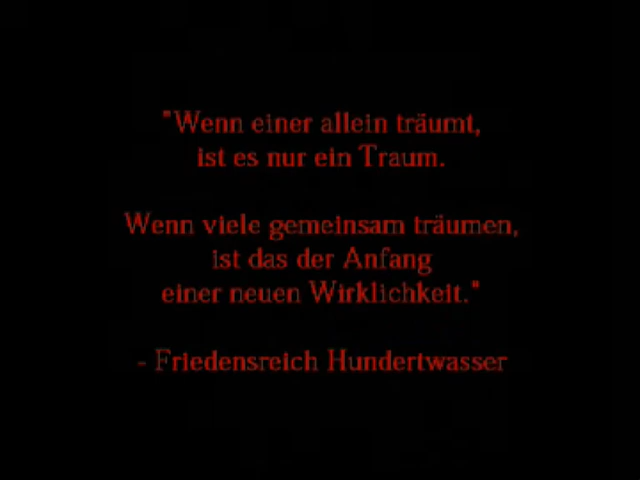 "Wenn einer allein träumt,
ist es nur ein Traum.
Wenn viele gemeinsam träumen,
ist das der Anfang
einer neuen Wirklichkeit."
- Friedensreich Hundertwasser